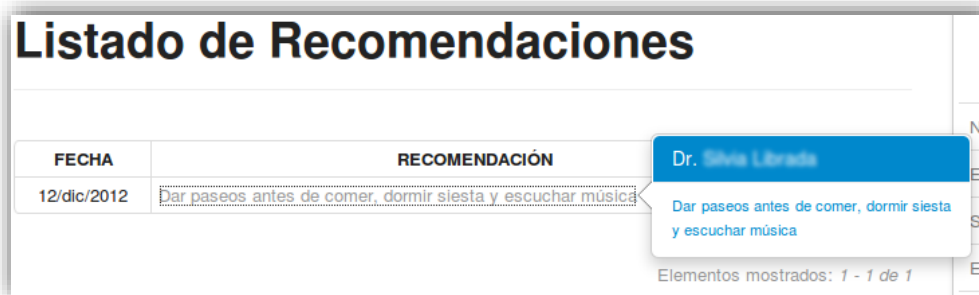 Listado de Recomendaciones
FECHA RECOMENDACIÓN
12/dic/2012 Dar paseos antes de comer, dormir siesta y escuchar música
Dr.
Dar paseos antes de comer, dormir siesta
y escuchar música
Elementos mostrados: 1 - 1 de 1